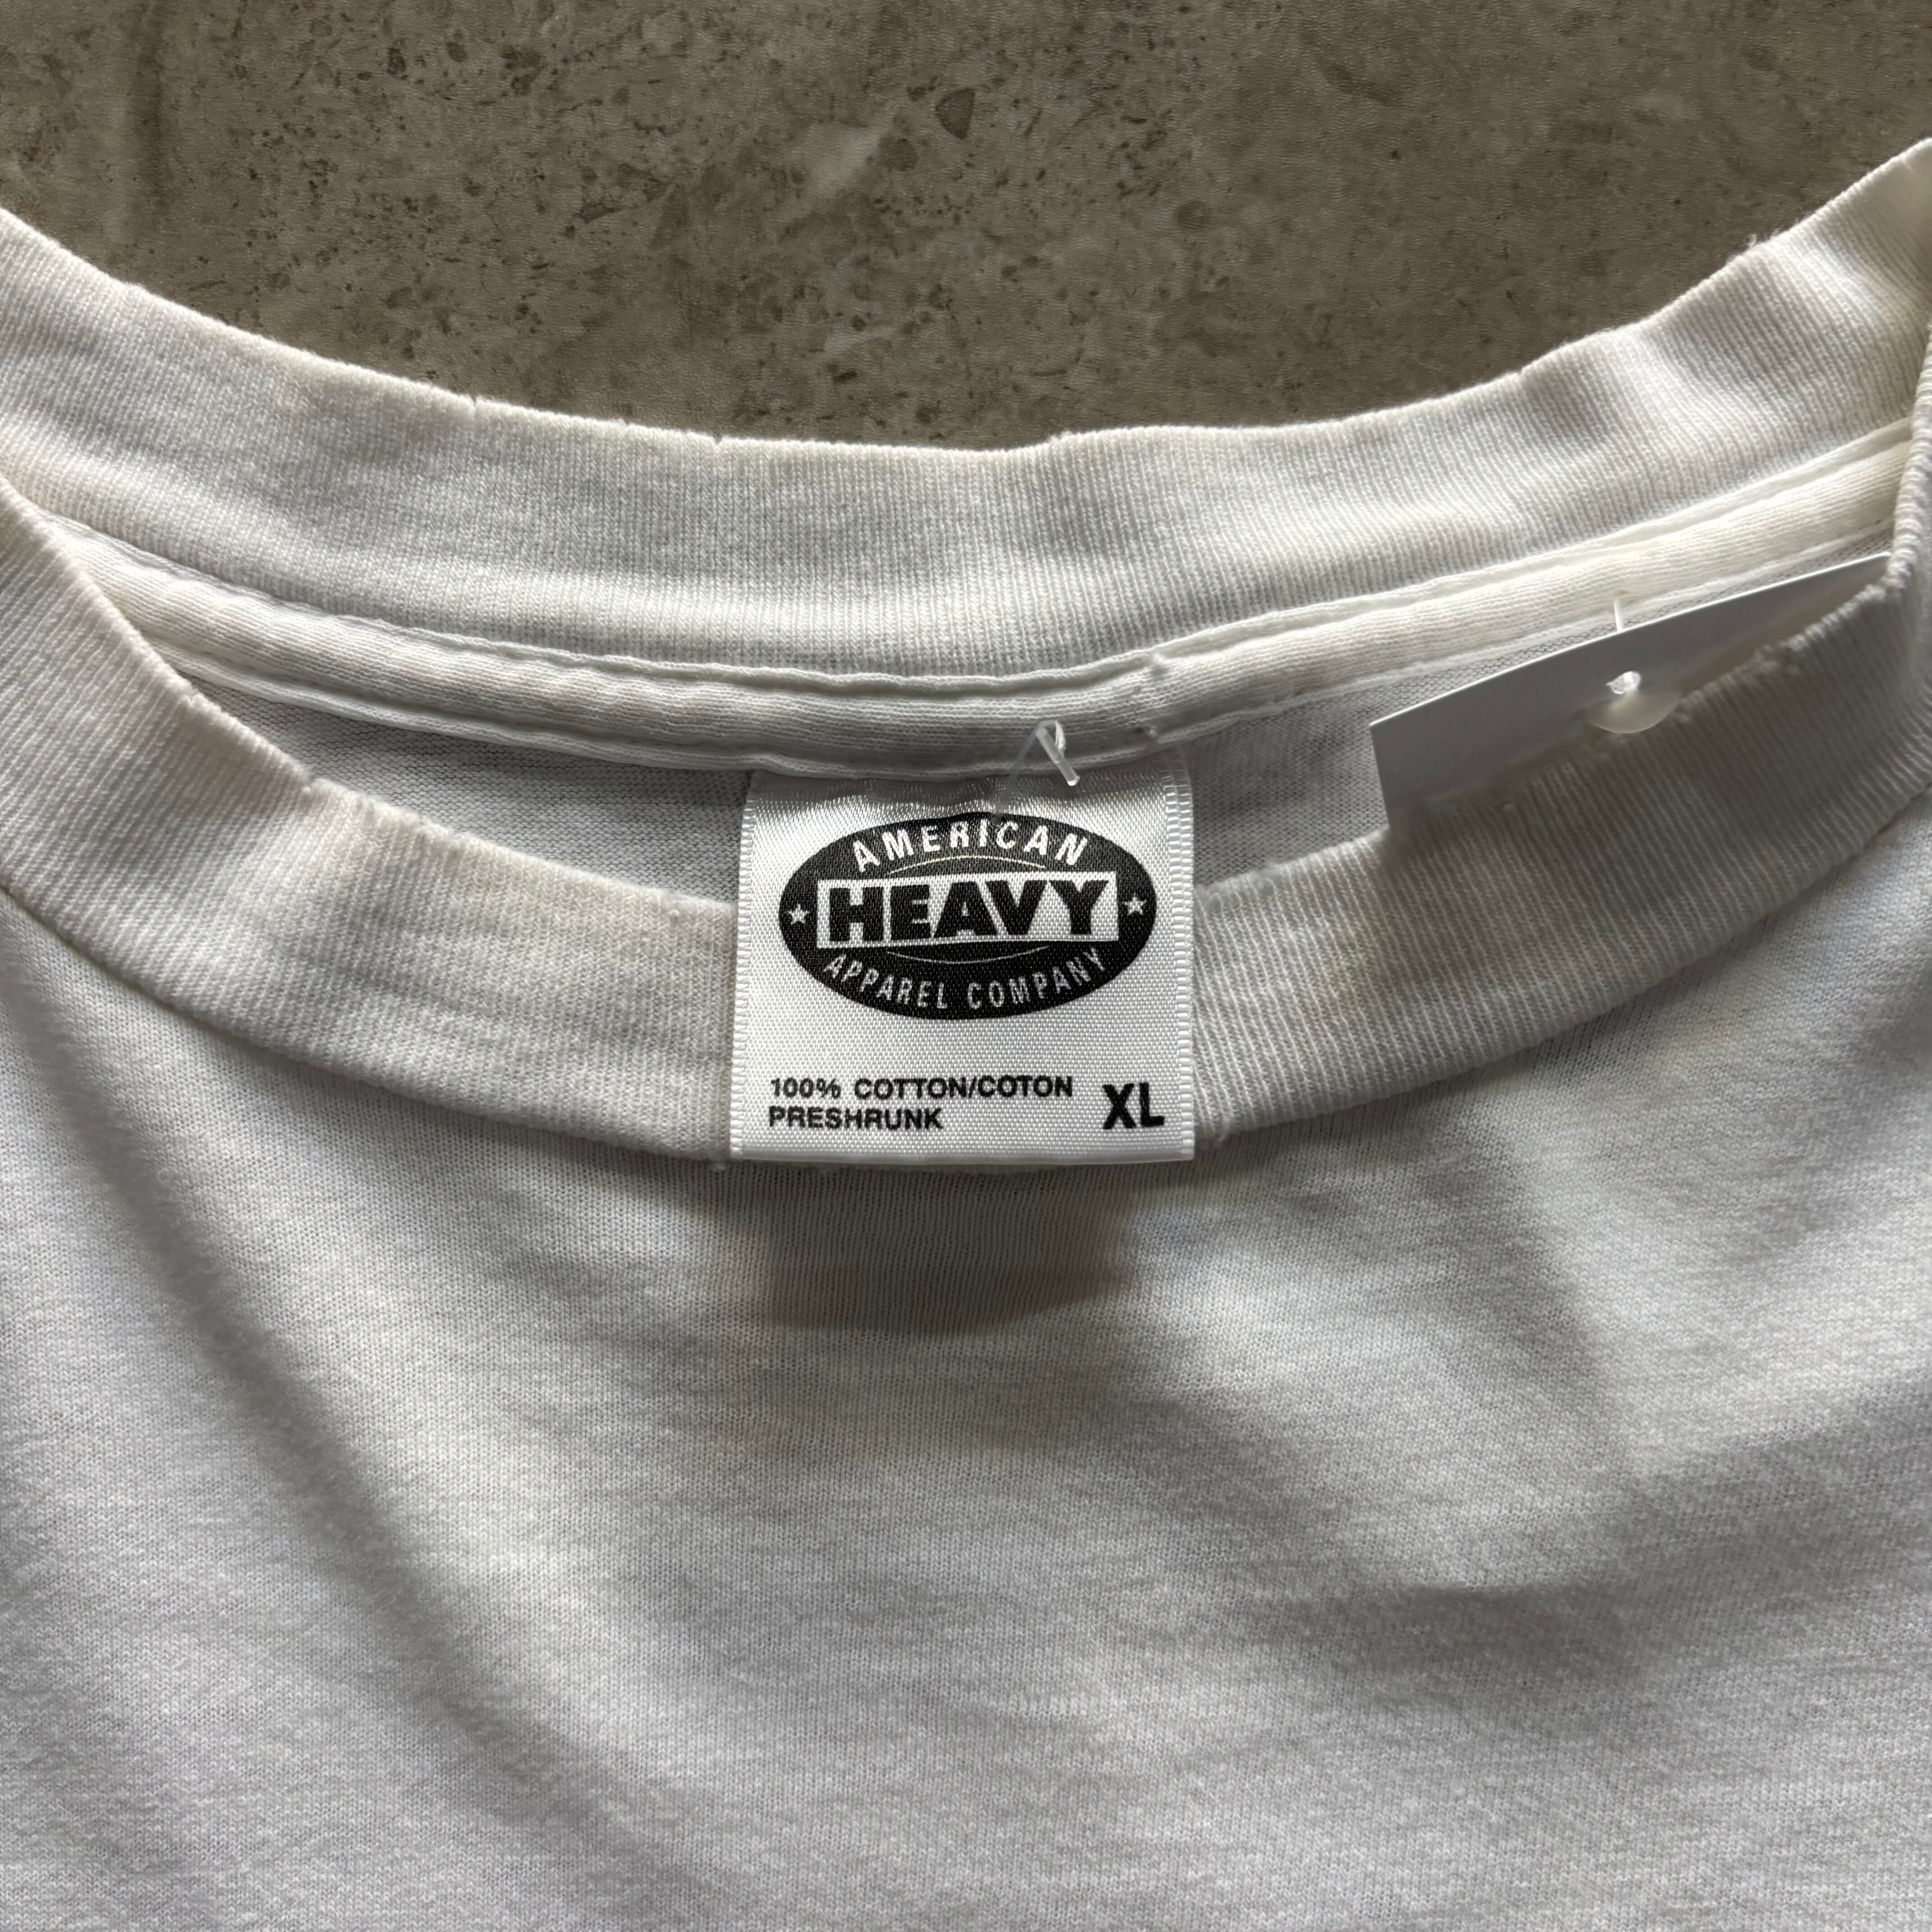 AMERICAN
HEAVY
APPAREL COMPANY
100% COTTON/COTON
PRESHRUNK
XL